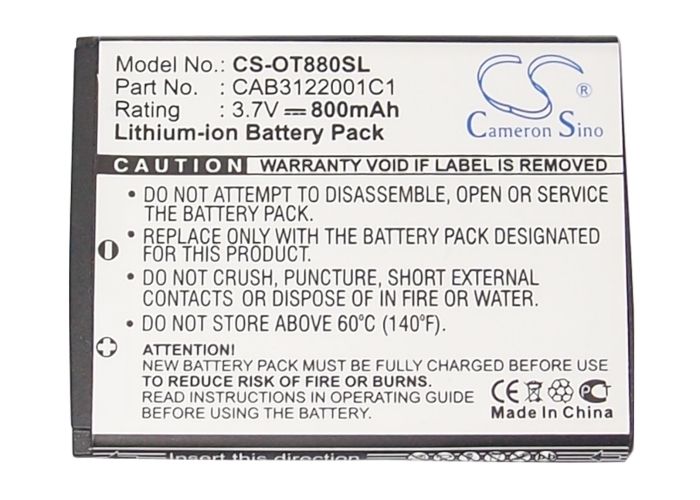 Model No.: CS-OT880SL
Part No. : CAB3122001C1
Rating : 3.7V 800mAh
Lithium-ion Battery Pack
CS
®
Cameron Sino
CAUTION WARRANTY VOID IF LABEL IS REMOVED
• DO NOT ATTEMPT TO DISASSEMBLE, OPEN OR SERVICE
THE BATTERY PACK.
• REPLACE ONLY WITH THE BATTERY PACK DESIGNATED
FOR THIS PRODUCT.
• DO NOT CRUSH, PUNCTURE, SHORT EXTERNAL
CONTACTS OR DISPOSE OF IN FIRE OR WATER.
• DO NOT STORE ABOVE 60°C (140°F).
ATTENTION!
NEW BATTERY PACK MUST BE FULLY CHARGED BEFORE USE
TO REDUCE RISK OF FIRE OR BURNS.
READ INSTRUCTIONS IN OPERATING MANUAL BEFORE
USING THE BATTERY.
CE
Made In China